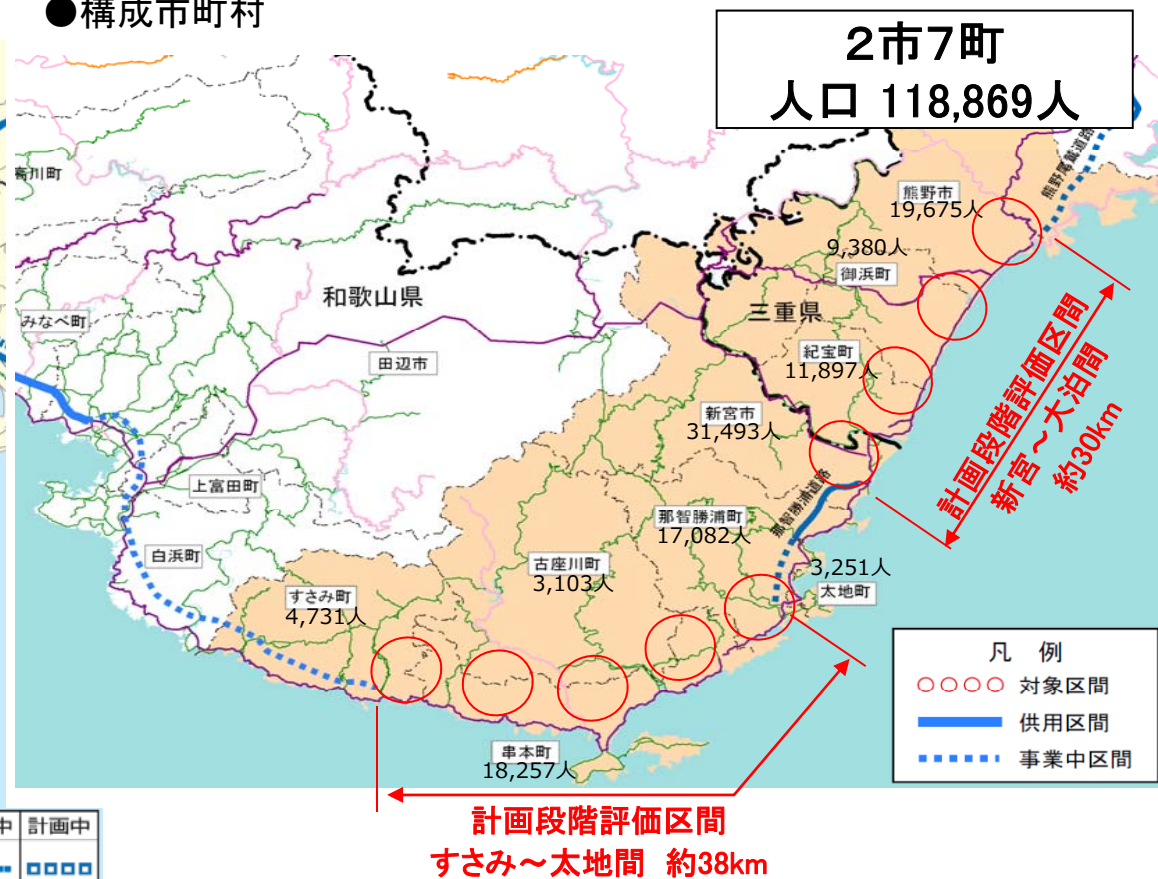 ●構成市町村
2市7町
人口 118,869人
熊野尾鷲道路
熊野市
19,675人
9,380人
御浜町
和歌山県
三重県
みなべ町
田辺市
紀宝町
11,897人
計画段階評価区間
新宮～大泊間
約30km
新宮市
31,493人
上富田町
那智勝浦道路
那智勝浦町
17,082人
白浜町
古座川町
3,103人
3,251人
太地町
すさみ町
4,731人
凡 例
対象区間
供用区間
事業中区間
串本町
18,257人
計画段階評価区間
すさみ～太地間 約38km
中
計画中